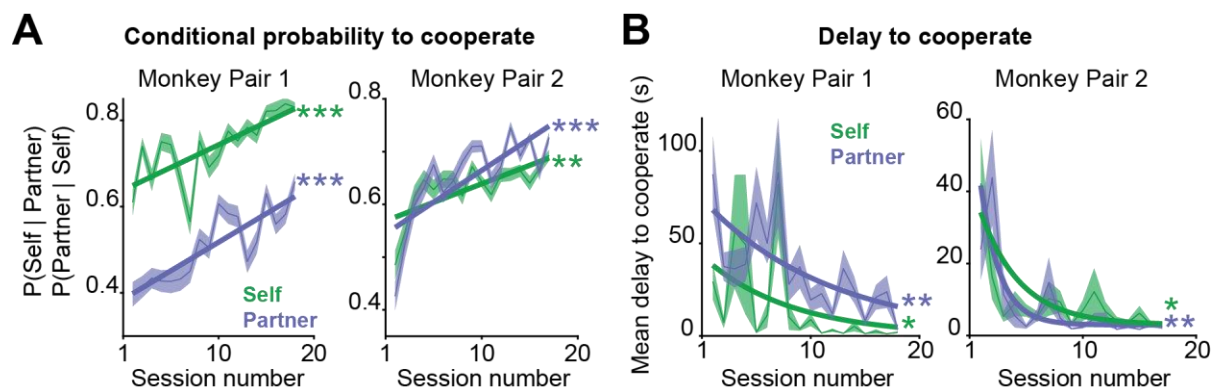 A
Conditional probability to cooperate
Monkey Pair 1
Monkey Pair 2
P(Self | Partner)
P(Partner | Self)
0.8
0.6
0.4
***
***
Self
Partner
1
10
20
Session number
0.8
0.6
0.4
***
**
1
10
20
Session number
B
Delay to cooperate
Monkey Pair 1
Monkey Pair 2
Mean delay to cooperate (s)
100
50
0
Self
Partner
**
*
1
10
20
Session number
60
40
20
0
*
**
1
10
20
Session number